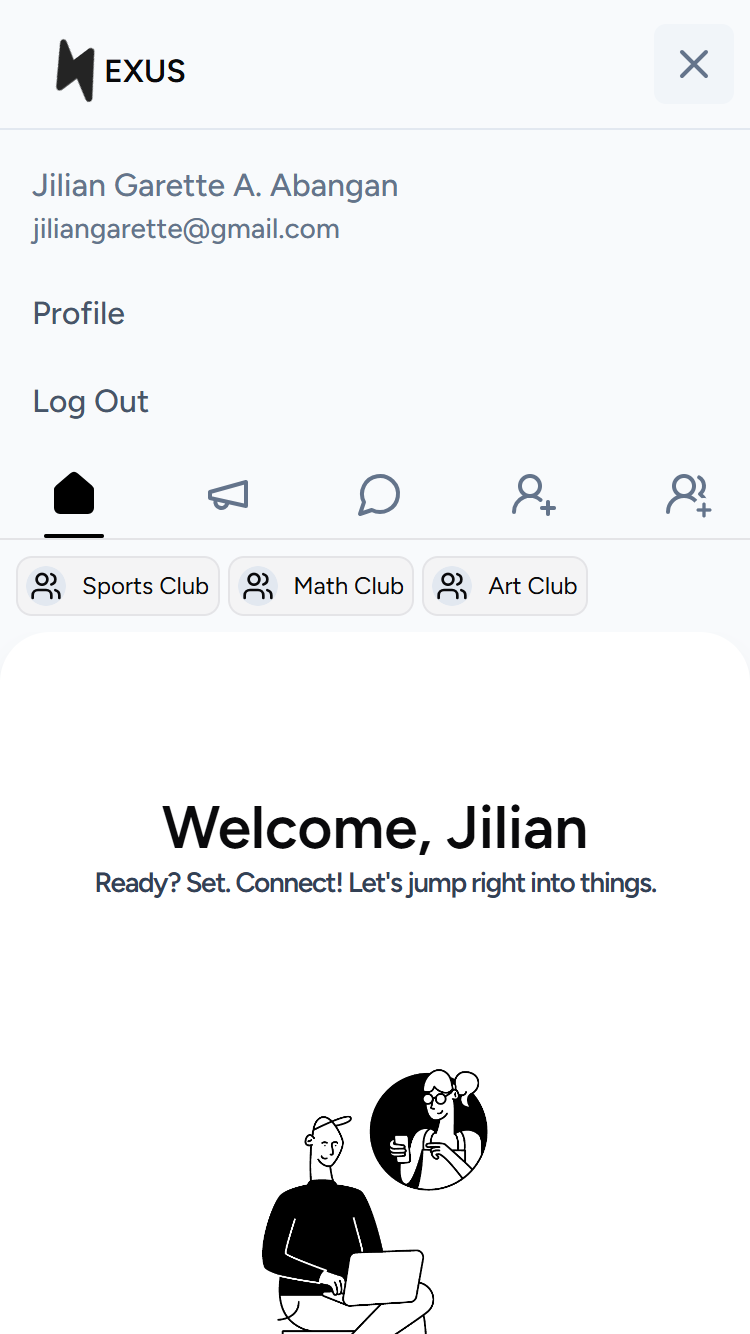 EXUS
Jilian Garette A. Abangan
jiliangarette@gmail.com
Profile
Log Out
Sports Club Math Club Art Club
Welcome, Jilian
Ready? Set. Connect! Let's jump right into things.